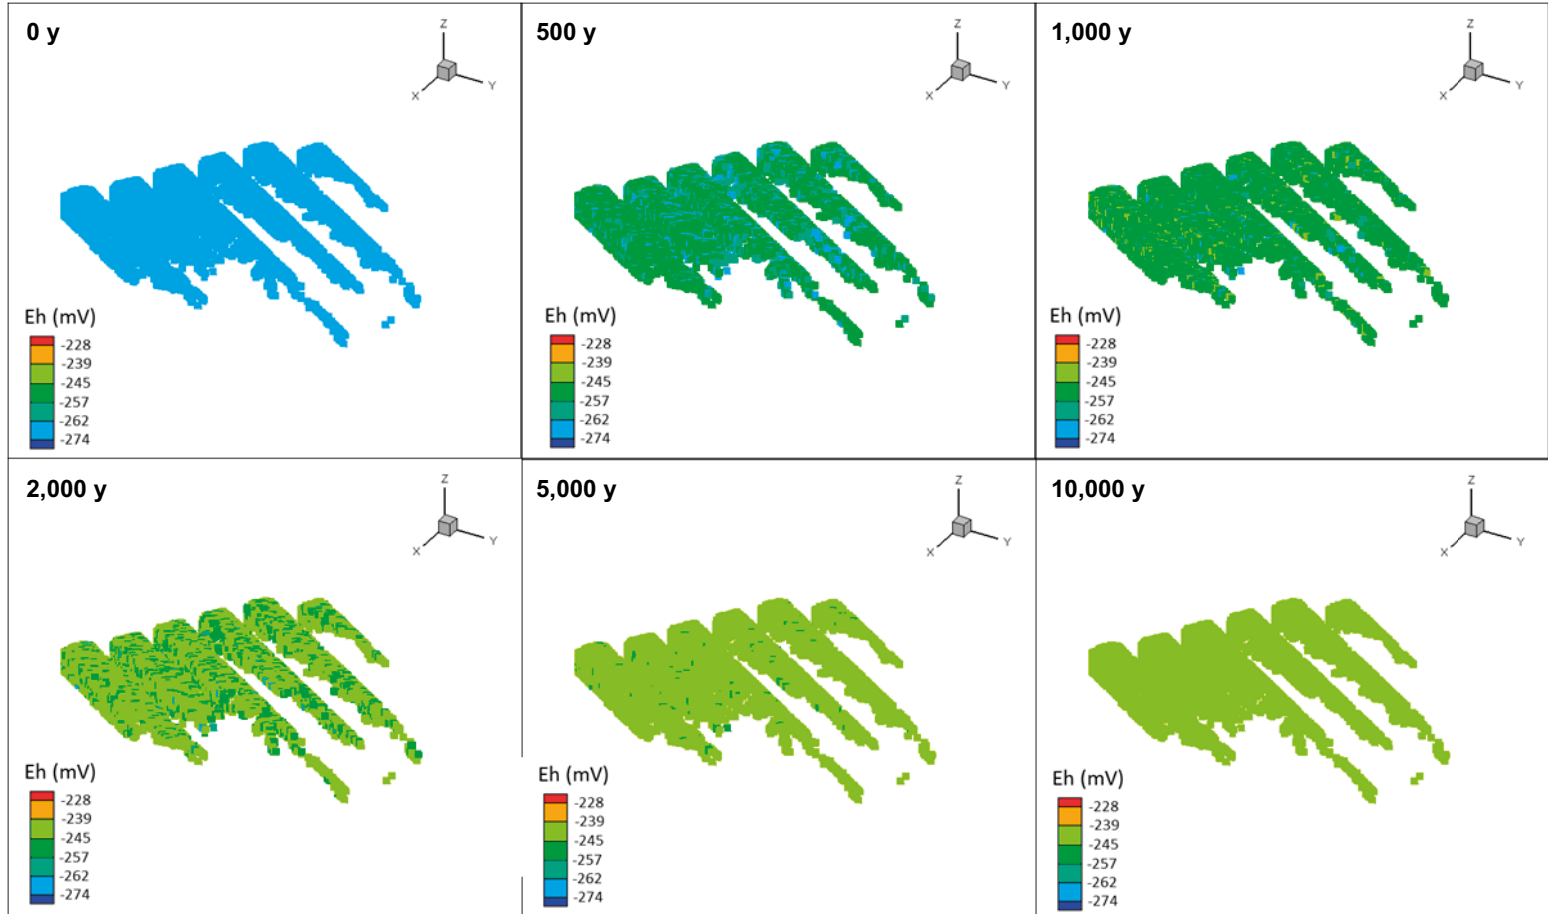 0 y
Z
X
Y
Eh (mV)
-228
-239
-245
-257
-262
-274
500 y
Z
X
Y
Eh (mV)
-228
-239
-245
-257
-262
-274
1,000 y
Z
X
Y
Eh (mV)
-228
-239
-245
-257
-262
-274
2,000 y
Z
X
Y
Eh (mV)
-228
-239
-245
-257
-262
-274
5,000 y
Z
X
Y
Eh (mV)
-228
-239
-245
-257
-262
-274
10,000 y
Z
X
Y
Eh (mV)
-228
-239
-245
-257
-262
-274